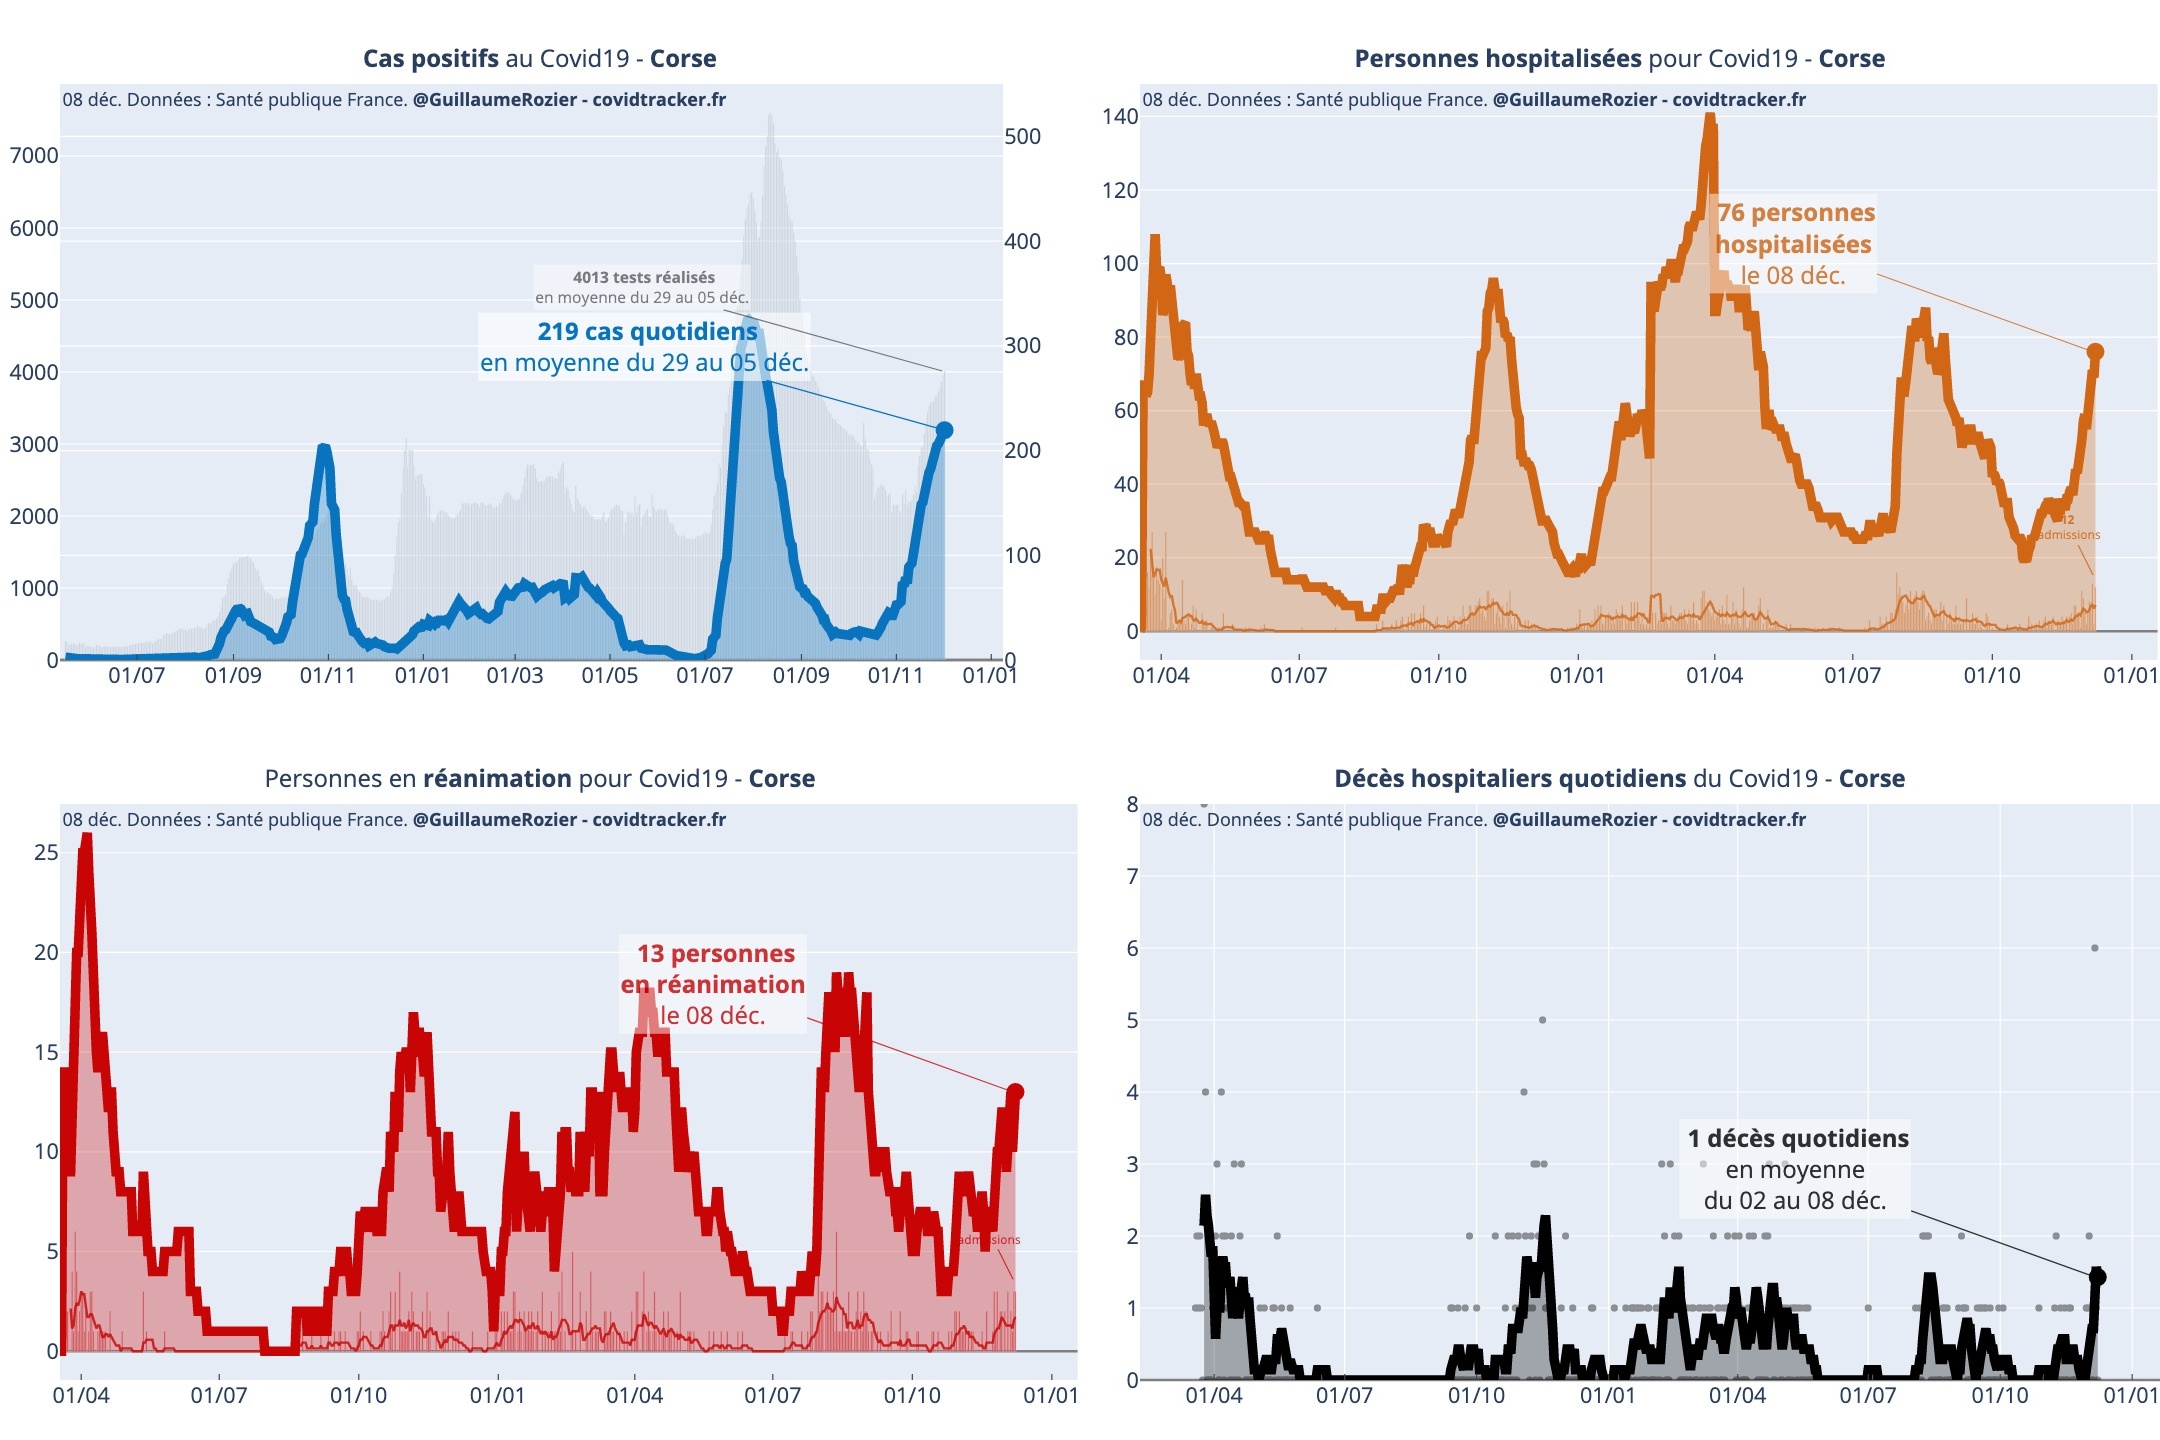 Cas positifs au Covid19 - Corse
08 déc. Données : Santé publique France. @GuillaumeRozier - covidtracker.fr
7000
6000
5000
4000
3000
2000
1000
0
500
400
300
200
100
0
4013 tests réalisés
en moyenne du 29 au 05 déc.
219 cas quotidiens
en moyenne du 29 au 05 déc.
01/07 01/09 01/11 01/01 01/03 01/05 01/07 01/09 01/11 01/01
Personnes hospitalisées pour Covid19 - Corse
08 déc. Données : Santé publique France. @GuillaumeRozier - covidtracker.fr
140
120
100
80
60
40
20
0
76 personnes
hospitalisées
le 08 déc.
12
admissions
01/04 01/07 01/10 01/01 01/04 01/07 01/10 01/01
Personnes en réanimation pour Covid19 - Corse
08 déc. Données : Santé publique France. @GuillaumeRozier - covidtracker.fr
25
20
15
10
5
0
13 personnes
en réanimation
le 08 déc.
admissions
01/04 01/07 01/10 01/01 01/04 01/07 01/10 01/01
Décès hospitaliers quotidiens du Covid19 - Corse
08 déc. Données : Santé publique France. @GuillaumeRozier - covidtracker.fr
8
7
6
5
4
3
2
1
0
1 décès quotidiens
en moyenne
du 02 au 08 déc.
01/04 01/07 01/10 01/01 01/04 01/07 01/10 01/01